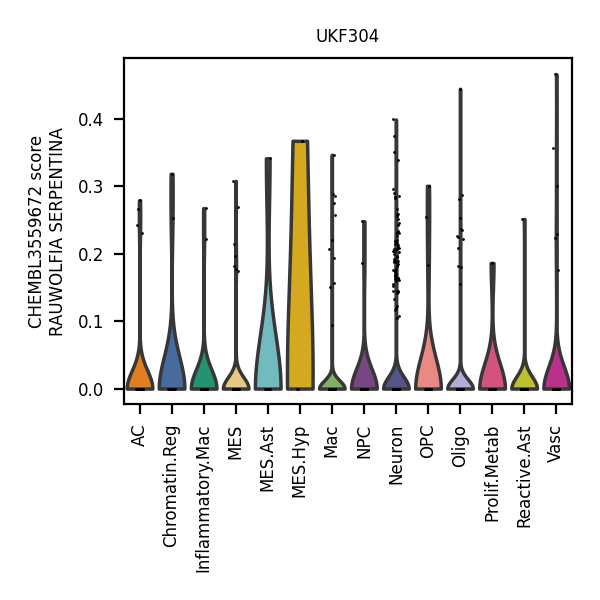 UKF304
CHEMBL3559672 score
RAUWOLFIA SERPENTINA
0.4
0.3
0.2
0.1
0.0
AC
Chromatin.Reg
Inflammatory.Mac
MES
MES.Ast
MES.Hyp
Mac
NPC
Neuron
OPC
Oligo
Prolif.Metab
Reactive.Ast
Vasc